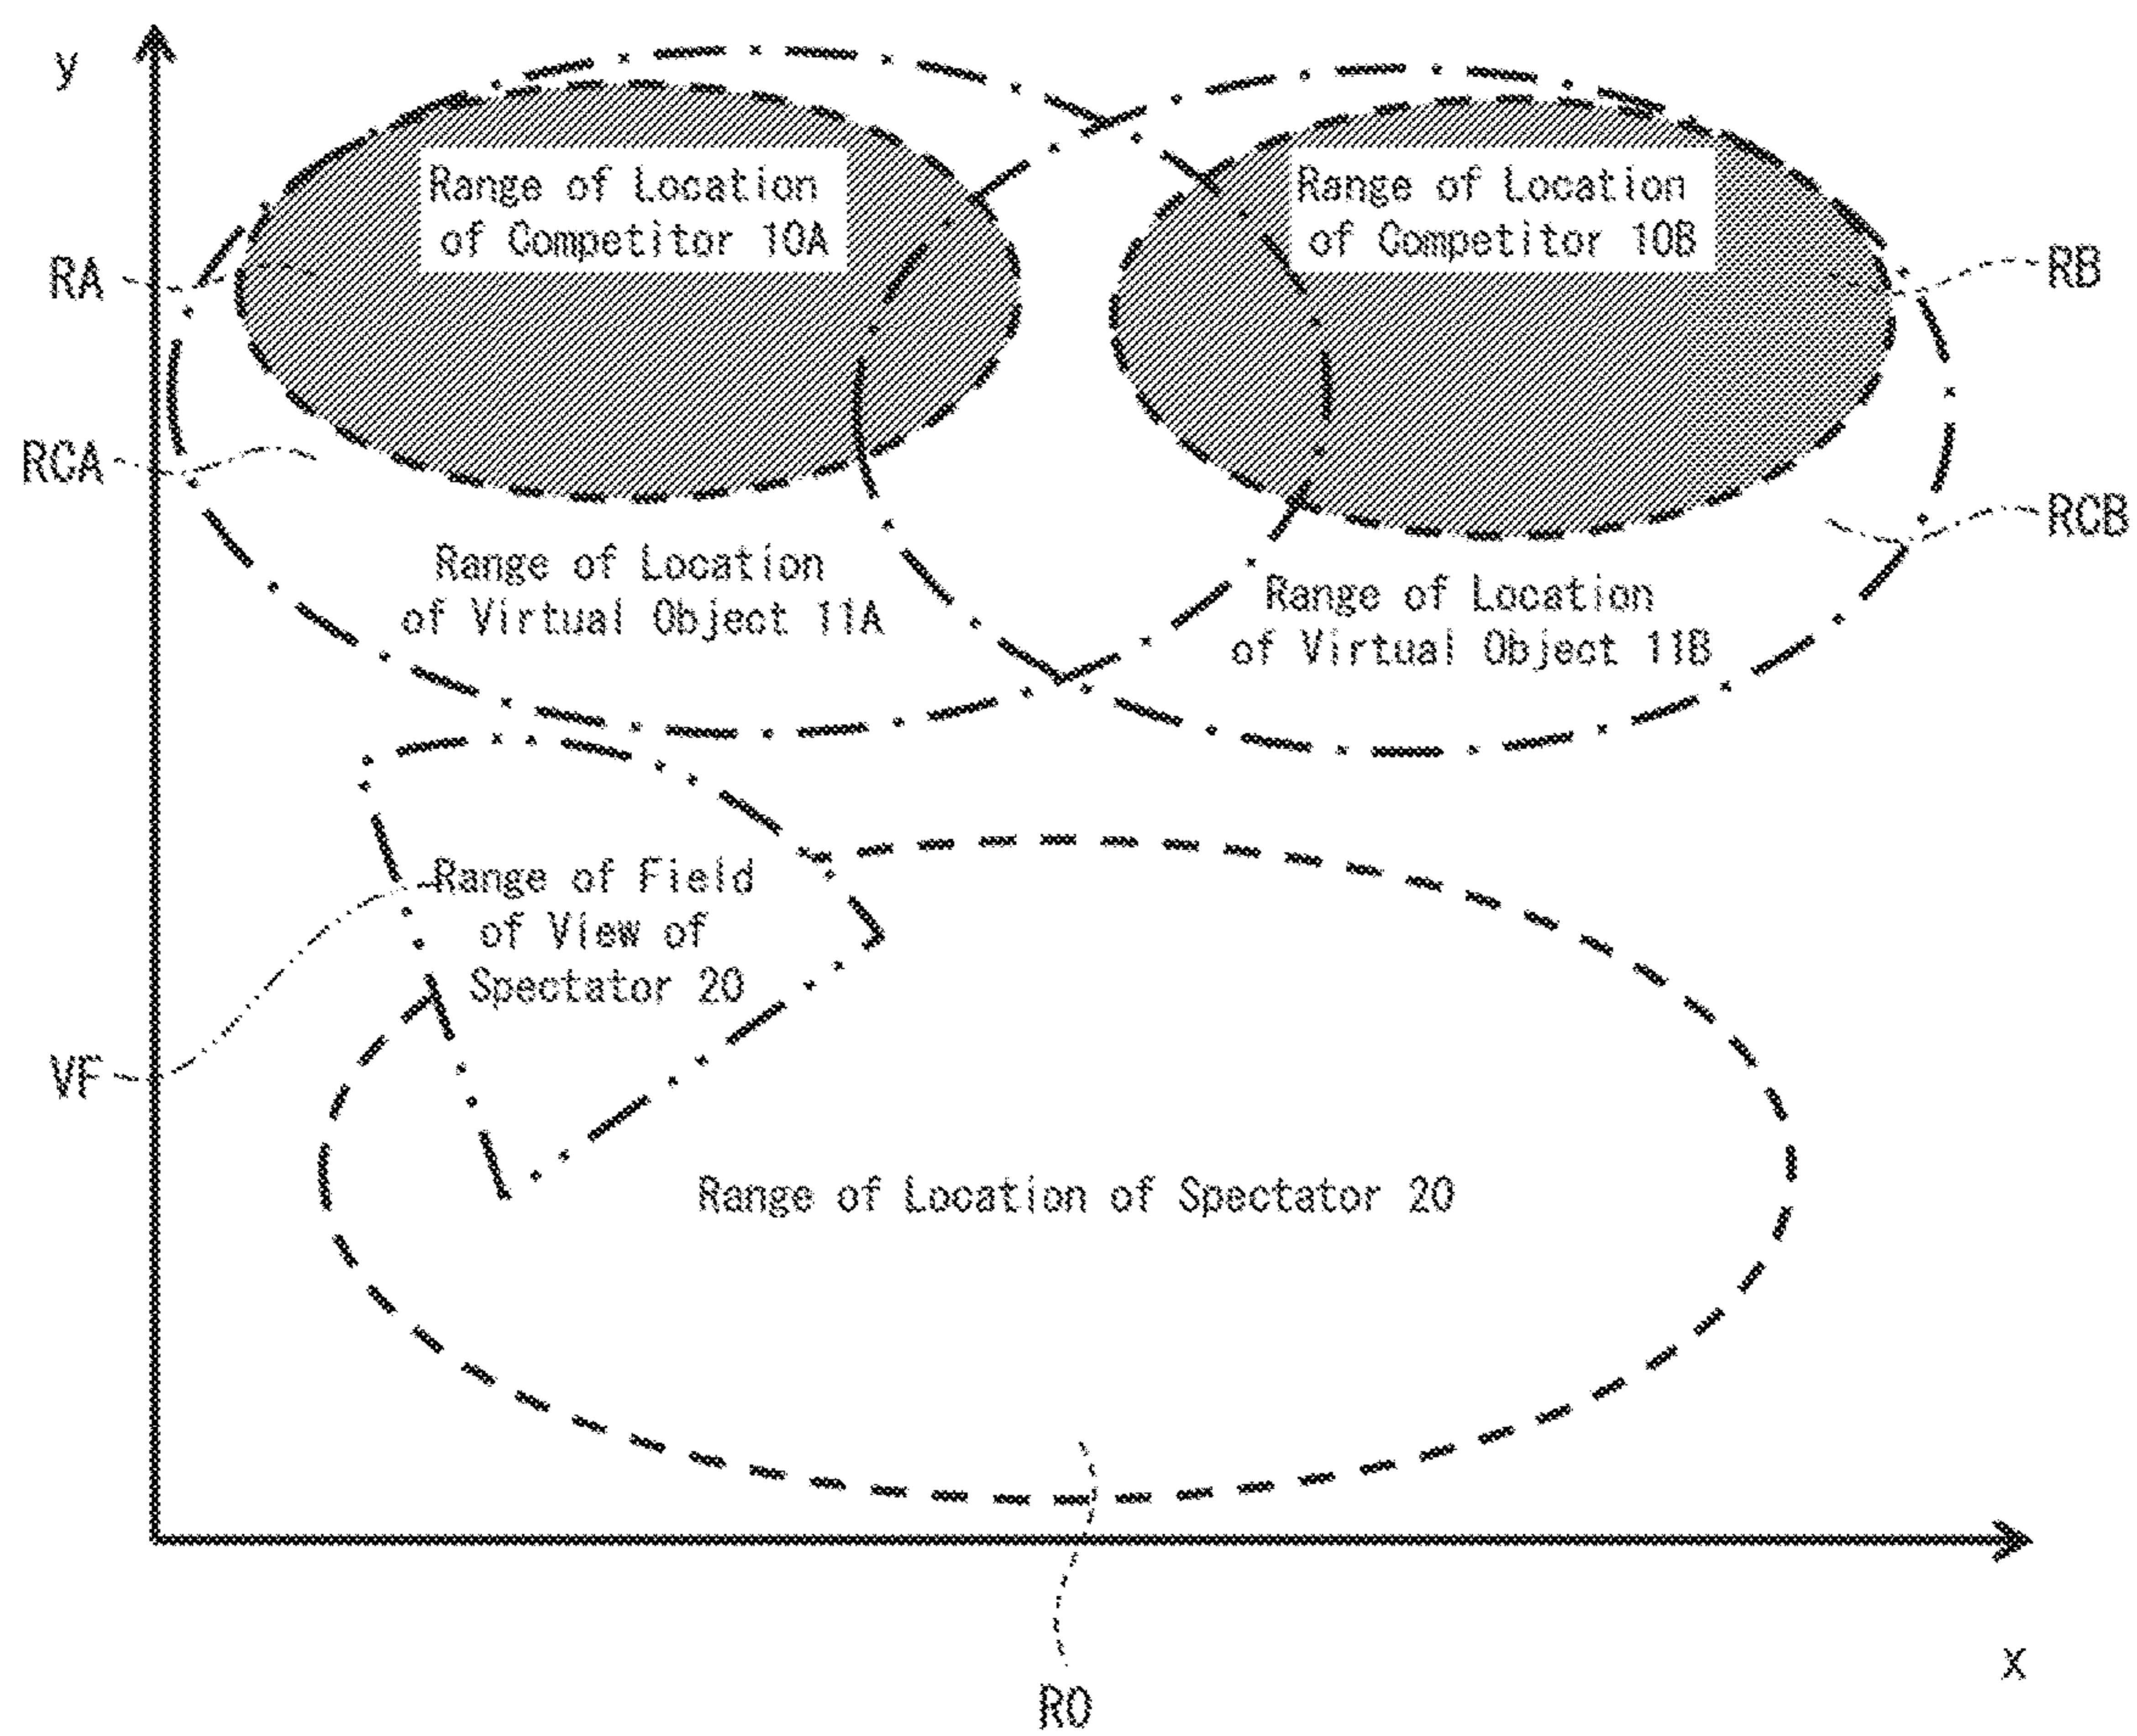 y
Range of Location
of Competitor 10A
Range of Location
of Competitor 10B
RA
RB
RCA
RCB
Range of Location
of Virtual Object 11A
Range of Location
of Virtual Object 11B
Range of Field
of View of
Spectator 20
VF
Range of Location of Spectator 20
x
RO